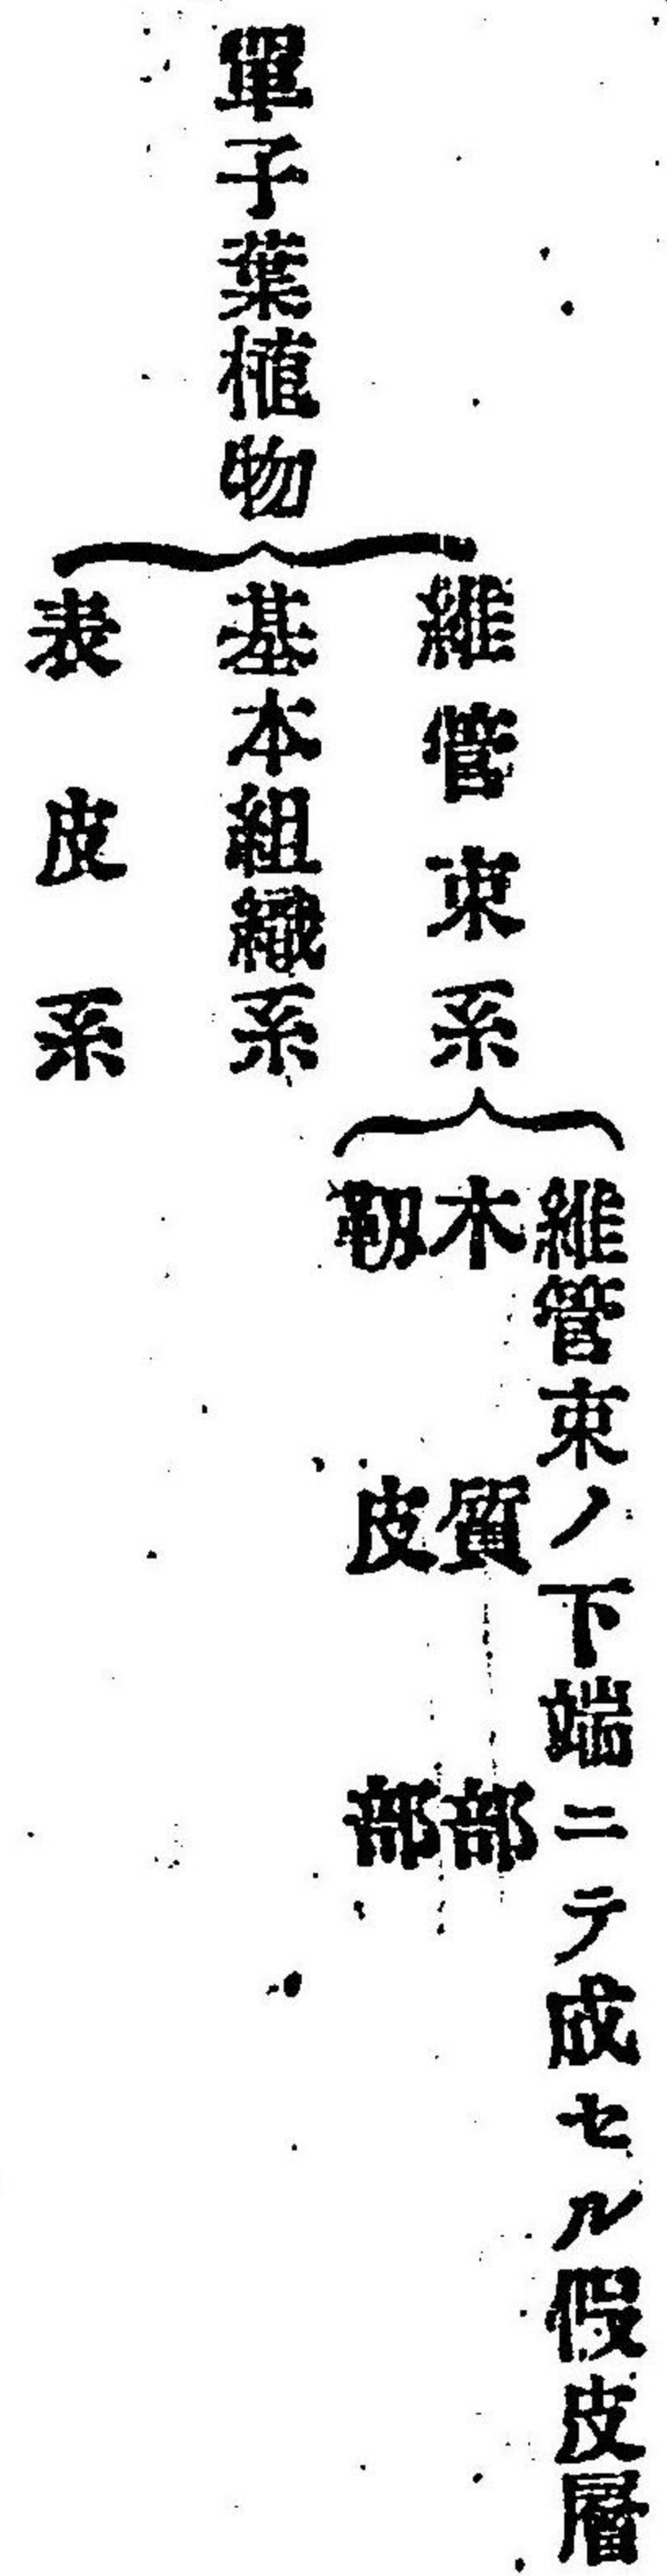 單子葉植物
維管束系
維管束ノ下端ニテ成セル假皮層
木質部
靱皮部
基本組織系
表皮系